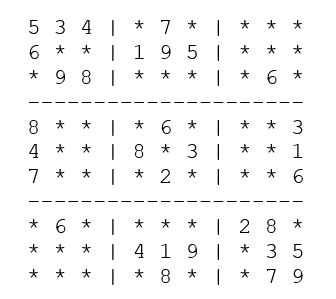 5 3 4 | * 7 * | * * *
6 * * | 1 9 5 | * * *
* 9 8 | * * * | * 6 *
---------------------
8 * * | * 6 * | * * 3
4 * * | 8 * 3 | * * 1
7 * * | * 2 * | * * 6
---------------------
* 6 * | * * * | 2 8 *
* * * | 4 1 9 | * 3 5
* * * | * 8 * | * 7 9